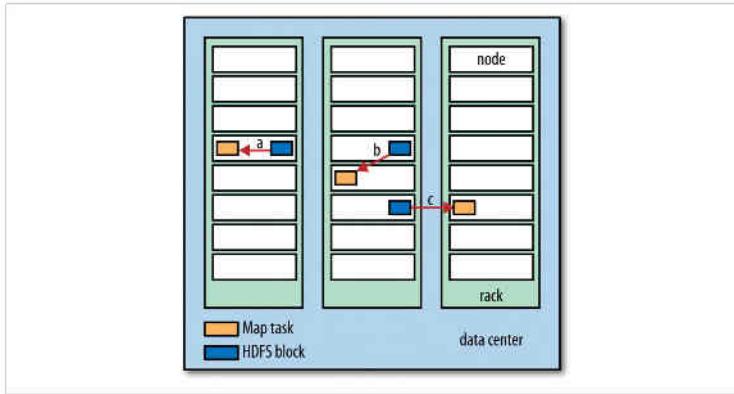 node
a
b
c
rack
Map task
HDFS block
data center